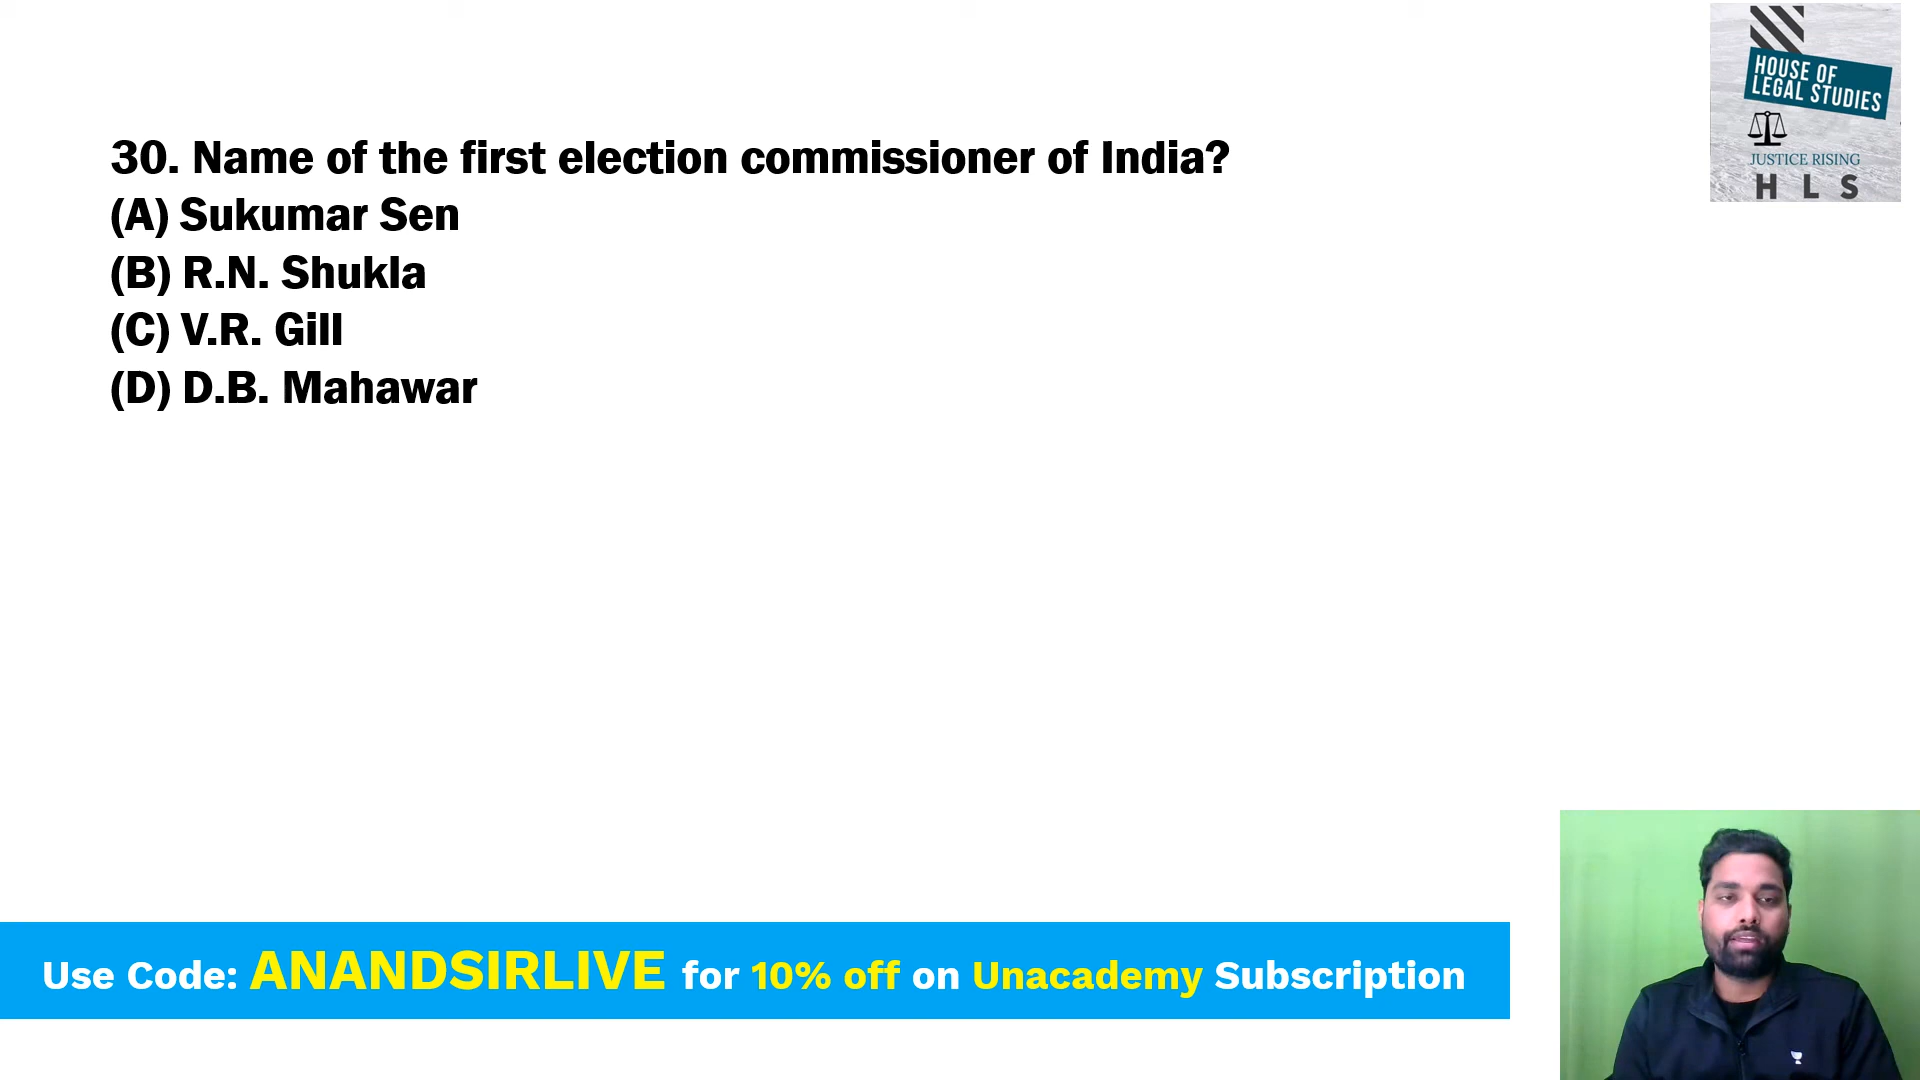 30. Name of the first election commissioner of India?
(A) Sukumar Sen
(B) R.N. Shukla
(C) V.R. Gill
(D) D.B. Mahawar
HOUSE OF
LEGAL STUDIES
JUSTICE RISING
H L S
Use Code: ANANDSIRLIVE for 10% off on Unacademy Subscription